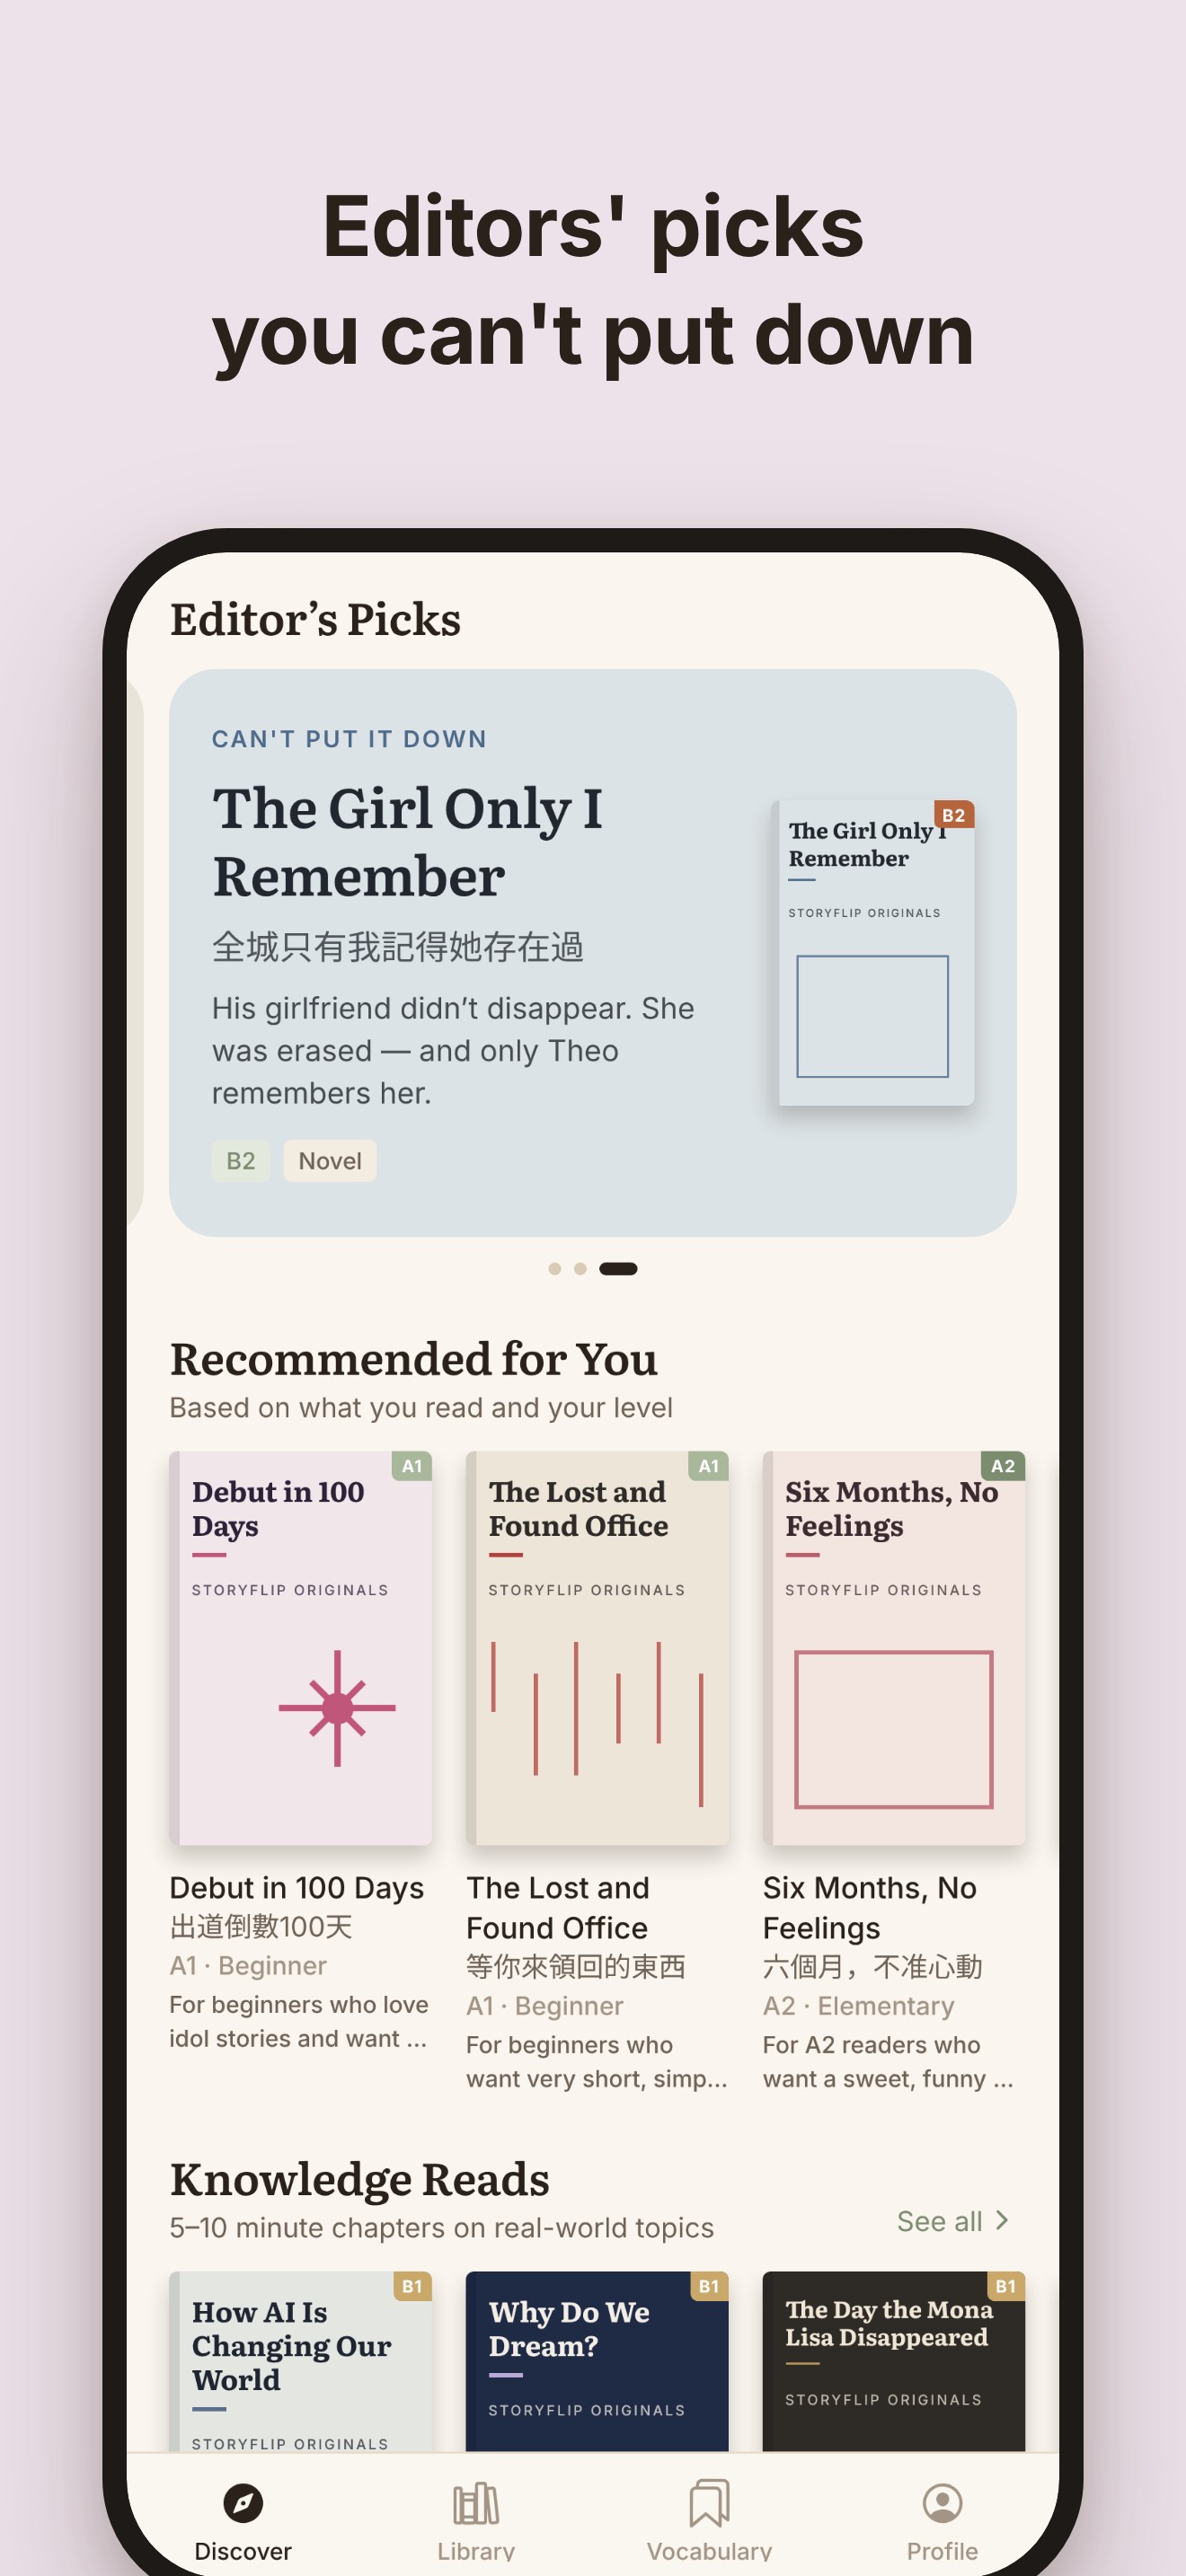 Editors' picks
you can't put down
Editor’s Picks
CAN'T PUT IT DOWN
The Girl Only I
Remember
全城只有我記得她存在過
His girlfriend didn’t disappear. She
was erased — and only Theo
remembers her.
B2
Novel
B2
The Girl Only I
Remember
STORYFLIP ORIGINALS
Recommended for You
Based on what you read and your level
A1
Debut in 100
Days
STORYFLIP ORIGINALS
Debut in 100 Days
出道倒數100天
A1 · Beginner
For beginners who love
idol stories and want ...
A1
The Lost and
Found Office
STORYFLIP ORIGINALS
The Lost and
Found Office
等你來領回的東西
A1 · Beginner
For beginners who
want very short, simp...
A2
Six Months, No
Feelings
STORYFLIP ORIGINALS
Six Months, No
Feelings
六個月，不准心動
A2 · Elementary
For A2 readers who
want a sweet, funny ...
Knowledge Reads
5–10 minute chapters on real-world topics
See all
B1
How AI Is
Changing Our
World
STORYFLIP ORIGINALS
B1
Why Do We
Dream?
STORYFLIP ORIGINALS
B1
The Day the Mona
Lisa Disappeared
STORYFLIP ORIGINALS
Discover
Library
Vocabulary
Profile